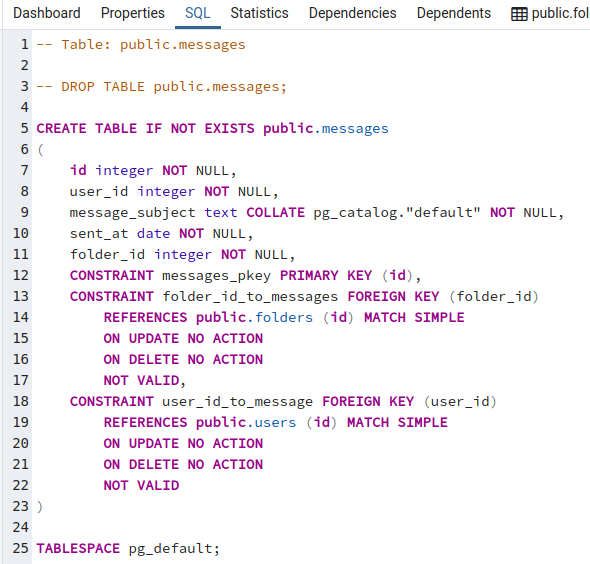 Dashboard Properties SQL Statistics Dependencies Dependents public.fol
1 -- Table: public.messages
2
3 -- DROP TABLE public.messages;
4
5 CREATE TABLE IF NOT EXISTS public.messages
6 (
7     id integer NOT NULL,
8     user_id integer NOT NULL,
9     message_subject text COLLATE pg_catalog."default" NOT NULL,
10     sent_at date NOT NULL,
11     folder_id integer NOT NULL,
12     CONSTRAINT messages_pkey PRIMARY KEY (id),
13     CONSTRAINT folder_id_to_messages FOREIGN KEY (folder_id)
14         REFERENCES public.folders (id) MATCH SIMPLE
15         ON UPDATE NO ACTION
16         ON DELETE NO ACTION
17         NOT VALID,
18     CONSTRAINT user_id_to_message FOREIGN KEY (user_id)
19         REFERENCES public.users (id) MATCH SIMPLE
20         ON UPDATE NO ACTION
21         ON DELETE NO ACTION
22         NOT VALID
23 )
24
25 TABLESPACE pg_default;